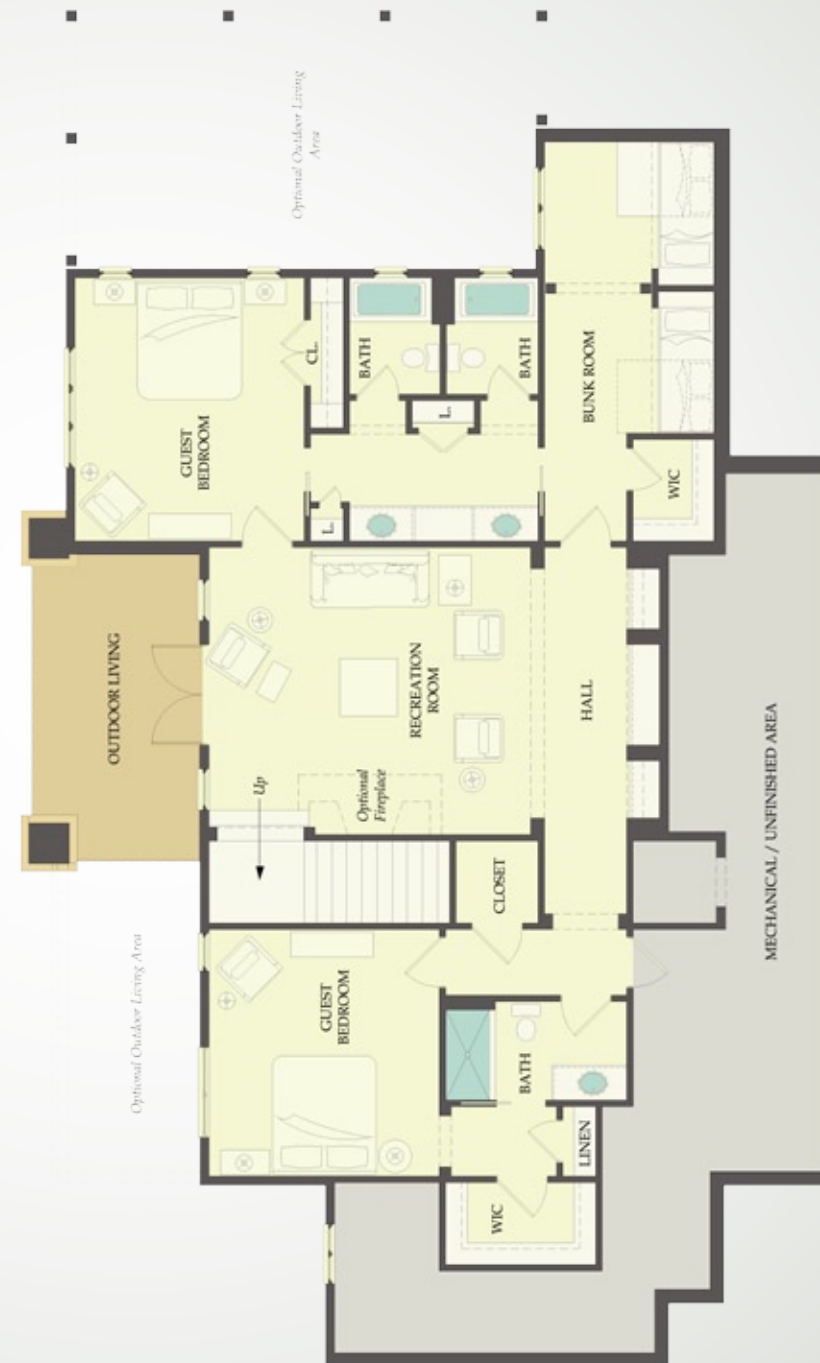 Optional Outdoor Living
Area
GUEST
BEDROOM
CL.
BATH
BATH
L.
L.
BUNK ROOM
WIC
OUTDOOR LIVING
RECREATION
ROOM
HALL
Up
Optional
Fireplace
CLOSET
MECHANICAL / UNFINISHED AREA
Optional Outdoor Living Area
GUEST
BEDROOM
BATH
LINEN
WIC